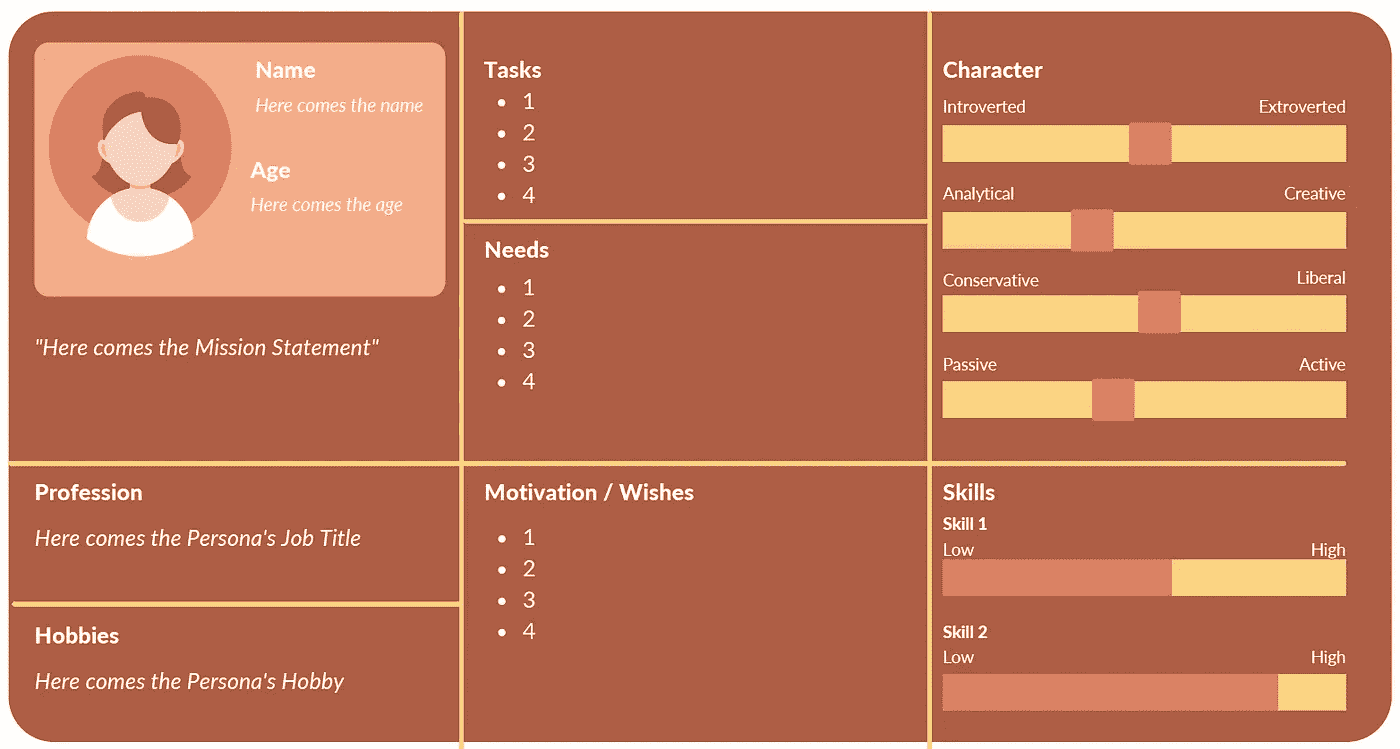 Name
Here comes the name
Age
Here comes the age
"Here comes the Mission Statement"
Profession
Here comes the Persona's Job Title
Hobbies
Here comes the Persona's Hobby
Tasks
• 1
• 2
• 3
• 4
Needs
• 1
• 2
• 3
• 4
Motivation / Wishes
• 1
• 2
• 3
• 4
Character
Introverted Extroverted
Analytical Creative
Conservative Liberal
Passive Active
Skills
Skill 1
Low High
Skill 2
Low High